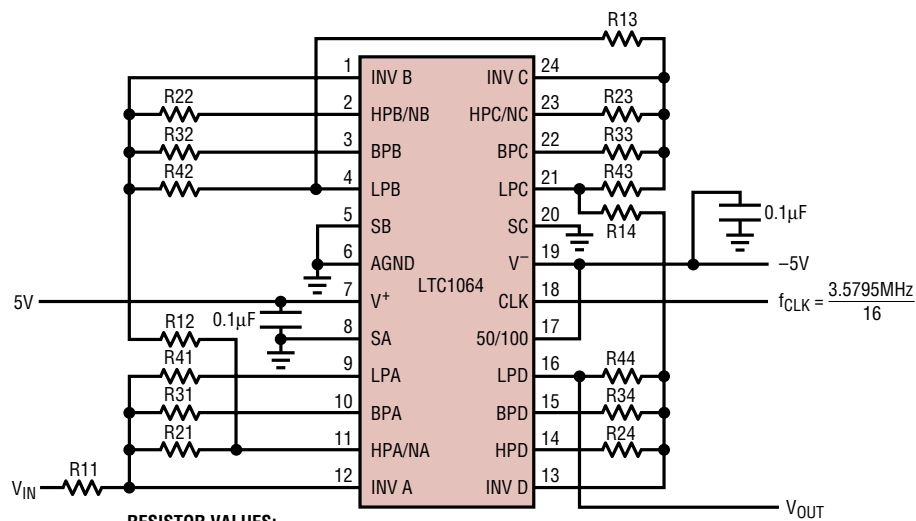 R13
1 INV B INV C 24
R22 2 HPB/NB HPC/NC 23 R23
R32 3 BPB BPC 22 R33
R42 4 LPB LPC 21 R43
5 SB SC 20 R14 0.1µF
6 AGND V– 19 –5V
LTC1064
5V 7 V+ CLK 18 fCLK = 3.5795MHz
16
R12 0.1µF 8 SA 50/100 17
R41 9 LPA LPD 16 R44
R31 10 BPA BPD 15 R34
R21 11 HPA/NA HPD 14 R24
VIN R11 12 INV A INV D 13
RESISTOR VALUES:
VOUT